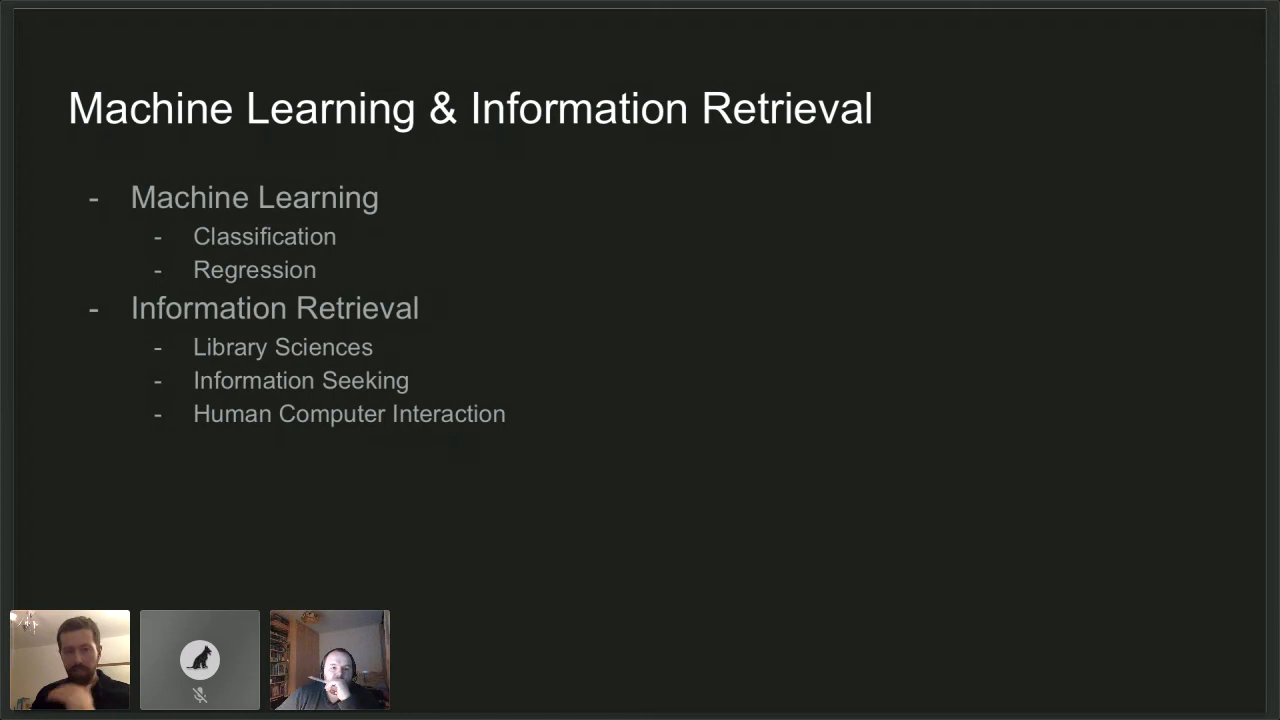 Machine Learning & Information Retrieval
- Machine Learning
- Classification
- Regression
- Information Retrieval
- Library Sciences
- Information Seeking
- Human Computer Interaction